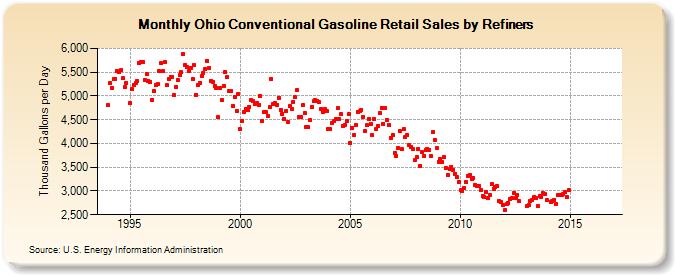 Monthly Ohio Conventional Gasoline Retail Sales by Refiners
Thousand Gallons per Day
6,000
5,500
5,000
4,500
4,000
3,500
3,000
2,500
1995 2000 2005 2010 2015
Source: U.S. Energy Information Administration